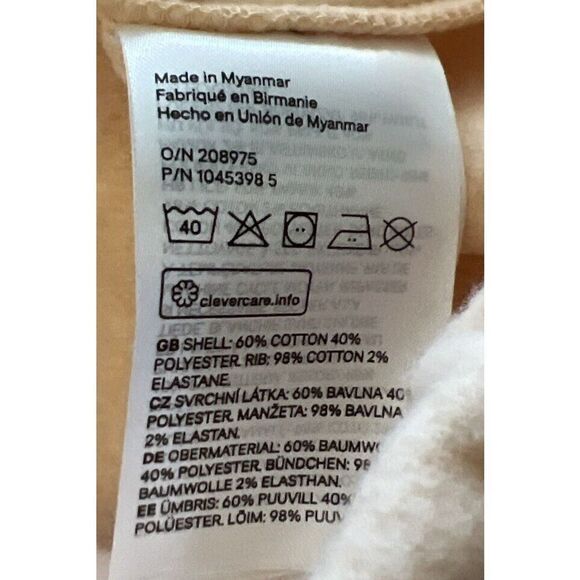 Made in Myanmar
Fabriqué en Birmanie
Hecho en Unión de Myanmar
O/N 208975
P/N 1045398 5
40
clevercare.info
GB SHELL: 60% COTTON 40%
POLYESTER. RIB: 98% COTTON 2%
ELASTANE.
CZ SVRCHNÍ LÁTKA: 60% BAVLNA 40
POLYESTER. MANŽETA: 98% BAVLNA
2% ELASTAN.
DE OBERMATERIAL: 60% BAUMWO
40% POLYESTER. BÜNDCHEN: 98
BAUMWOLLE 2% ELASTHAN.
EE ÜMBRIS: 60% PUUVILL 40%
POLÜESTER. LÕIM: 98% PUUV